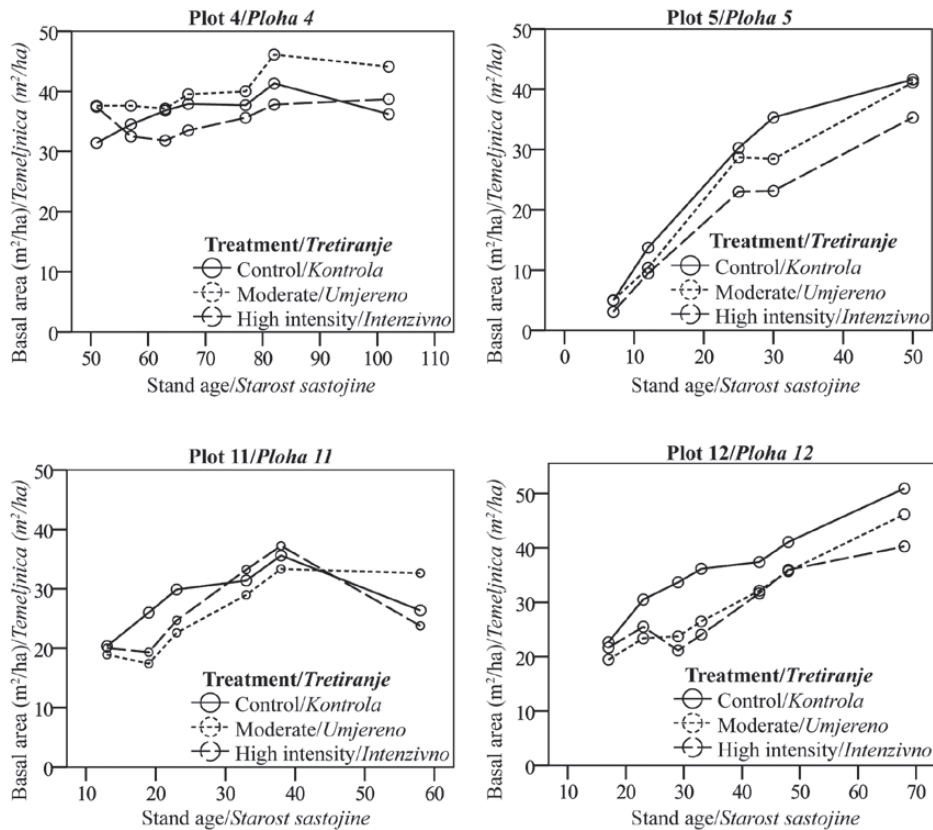 Plot 4/Ploha 4
Basal area (m²/ha)/Temeljnica (m²/ha)
50
40
30
20
10
0
Treatment/Tretiranje
Control/Kontrola
Moderate/Umjereno
High intensity/Intenzivno
50 60 70 80 90 100 110
Stand age/Starost sastojine
Plot 5/Ploha 5
Basal area (m²/ha)/Temeljnica (m²/ha)
50
40
30
20
10
0
Treatment/Tretiranje
Control/Kontrola
Moderate/Umjereno
High intensity/Intenzivno
0 10 20 30 40 50
Stand age/Starost sastojine
Plot 11/Ploha 11
Basal area (m²/ha)/Temeljnica (m²/ha)
50
40
30
20
10
0
Treatment/Tretiranje
Control/Kontrola
Moderate/Umjereno
High intensity/Intenzivno
10 20 30 40 50 60
Stand age/Starost sastojine
Plot 12/Ploha 12
Basal area (m²/ha)/Temeljnica (m²/ha)
50
40
30
20
10
0
Treatment/Tretiranje
Control/Kontrola
Moderate/Umjereno
High intensity/Intenzivno
10 20 30 40 50 60 70
Stand age/Starost sastojine